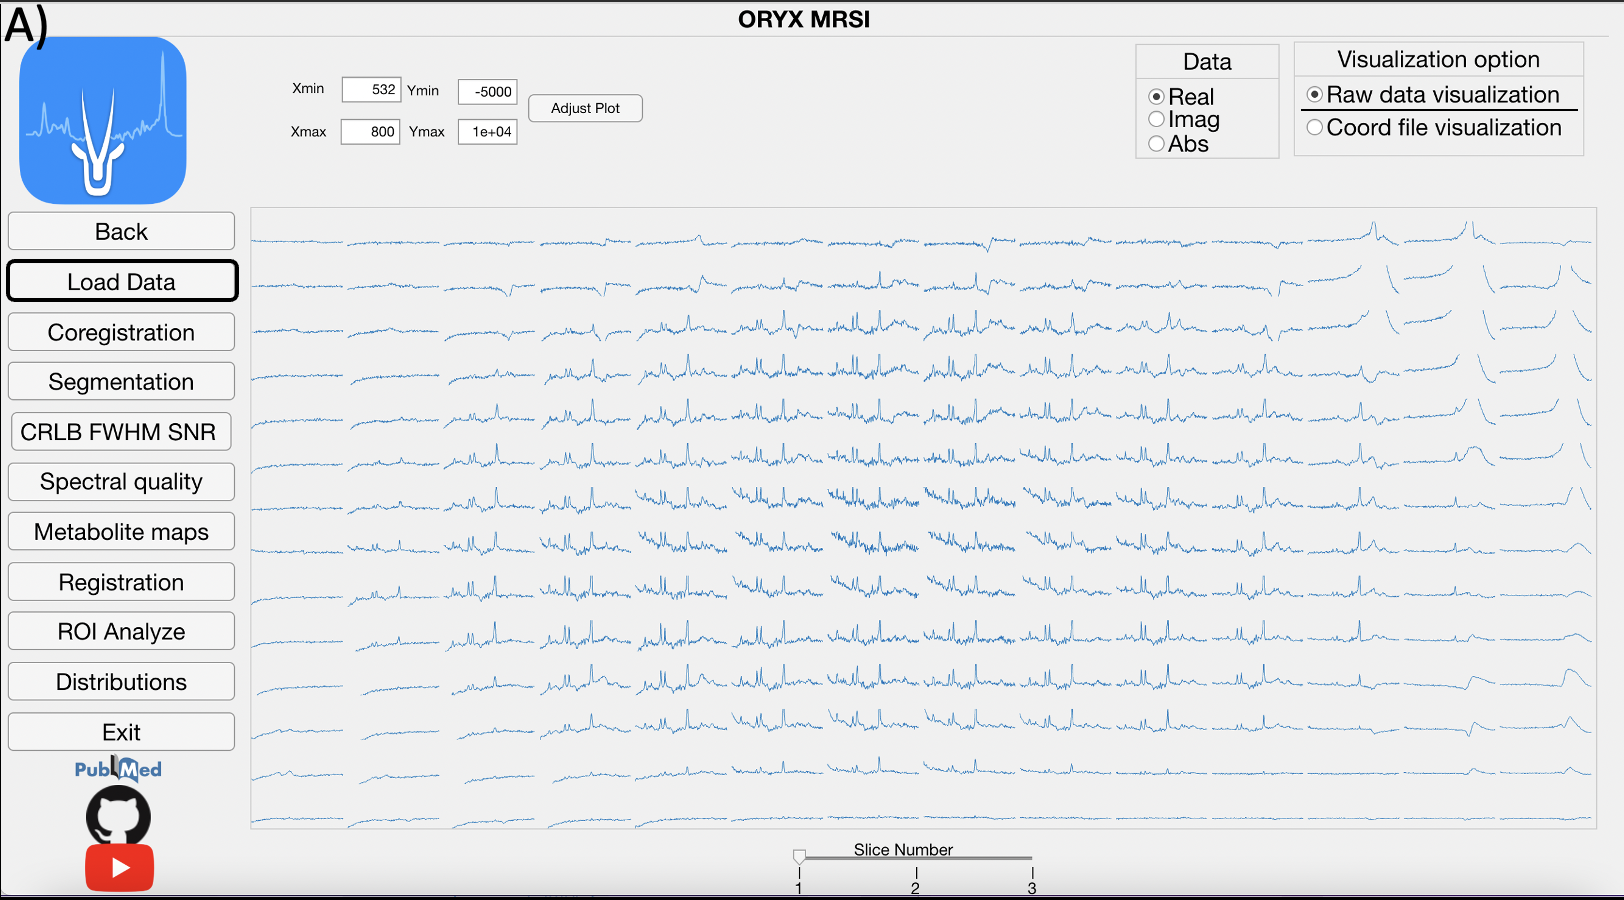 A)
ORYX MRSI
Xmin 532 Ymin -5000
Adjust Plot
Xmax 800 Ymax 1e+04
Data
Real
Imag
Abs
Visualization option
Raw data visualization
Coord file visualization
Back
Load Data
Coregistration
Segmentation
CRLB FWHM SNR
Spectral quality
Metabolite maps
Registration
ROI Analyze
Distributions
Exit
PubMed
Slice Number
1 2 3